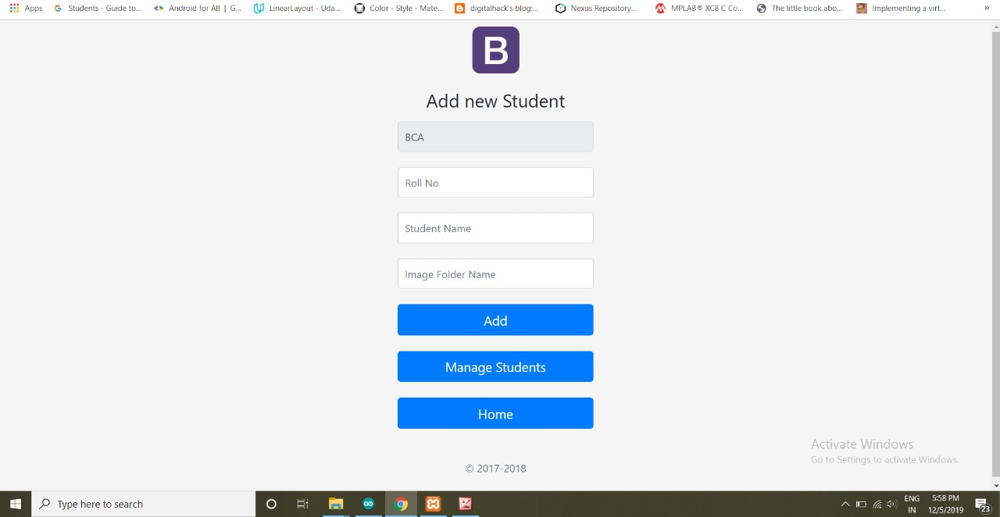 Apps Students - Guide to... Android for All | G... LinearLayout - Uda... Color - Style - Mate... digitalhack's blog:... Nexus Repository... MPLAB® XC8 C Co... The little book abo... Implementing a virt... »
B
Add new Student
BCA
Roll No
Student Name
Image Folder Name
Add
Manage Students
Home
Activate Windows
Go to Settings to activate Windows.
© 2017-2018
Type here to search
ENG
IN
5:58 PM
12/5/2019
23